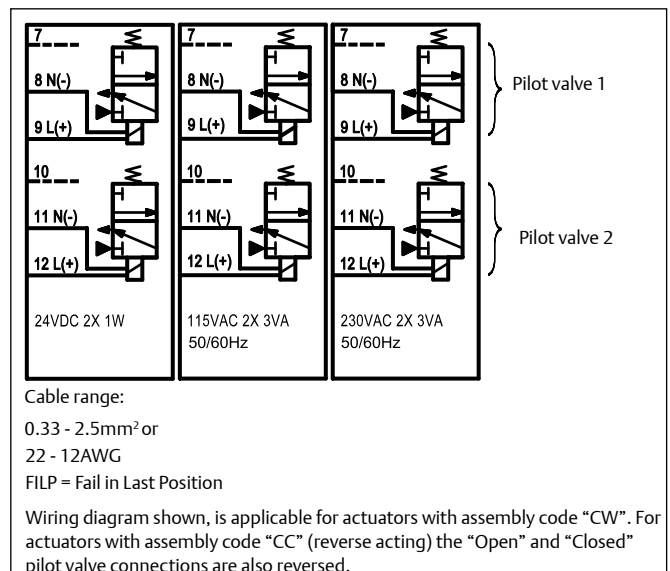 7
8 N(-)
9 L(+)
10
11 N(-)
12 L(+)
24VDC 2X 1W
7
8 N(-)
9 L(+)
10
11 N(-)
12 L(+)
115VAC 2X 3VA
50/60Hz
7
8 N(-)
9 L(+)
10
11 N(-)
12 L(+)
230VAC 2X 3VA
50/60Hz
Pilot valve 1
Pilot valve 2
Cable range:
0.33 - 2.5mm² or
22 - 12AWG
FILP = Fail in Last Position
Wiring diagram shown, is applicable for actuators with assembly code “CW”. For
actuators with assembly code “CC” (reverse acting) the “Open” and “Closed”
pilot valve connections are also reversed.